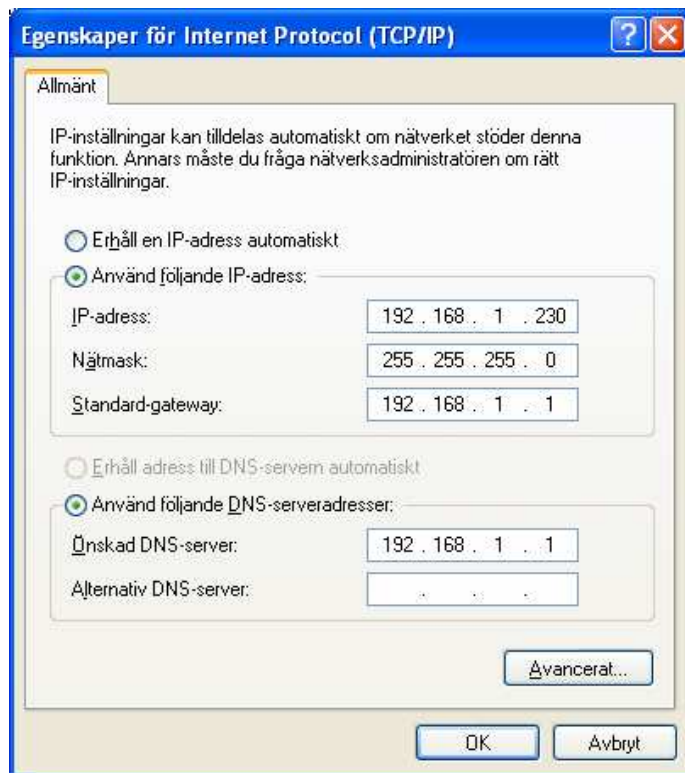 Egenskaper för Internet Protocol (TCP/IP)
Allmänt
IP-inställningar kan tilldelas automatiskt om nätverket stöder denna
funktion. Annars måste du fråga nätverksadministratören om rätt
IP-inställningar.
Erhåll en IP-adress automatiskt
Använd följande IP-adress:
IP-adress: 192 . 168 . 1 . 230
Nätmask: 255 . 255 . 255 . 0
Standard-gateway: 192 . 168 . 1 . 1
Erhåll adress till DNS-servern automatiskt
Använd följande DNS-serveradresser:
Önskad DNS-server: 192 . 168 . 1 . 1
Alternativ DNS-server: . . .
Avancerat...
OK Avbryt